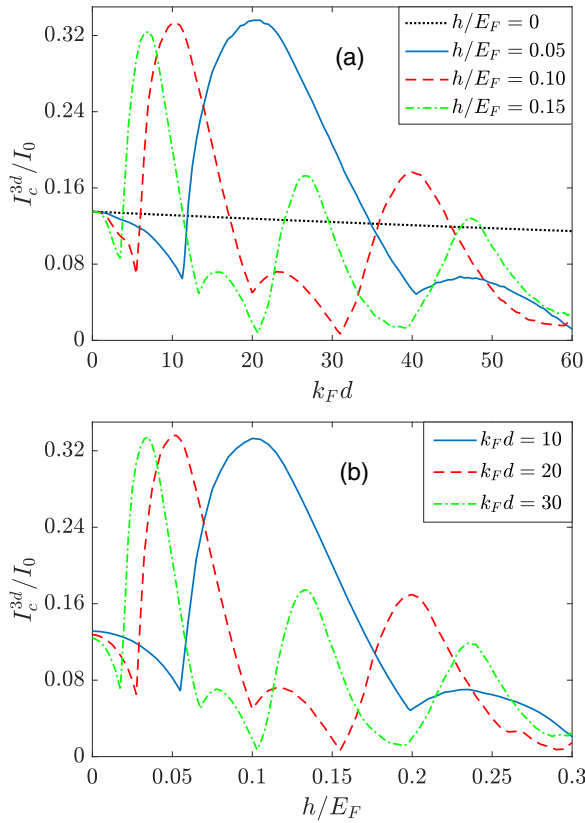 0.32
0.24
0.16
0.08
0
I_c^{3d}/I_0
(a)
h/E_F = 0
h/E_F = 0.05
h/E_F = 0.10
h/E_F = 0.15
0 10 20 30 40 50 60
k_F d
0.32
0.24
0.16
0.08
0
I_c^{3d}/I_0
(b)
k_F d = 10
k_F d = 20
k_F d = 30
0 0.05 0.1 0.15 0.2 0.25 0.3
h/E_F